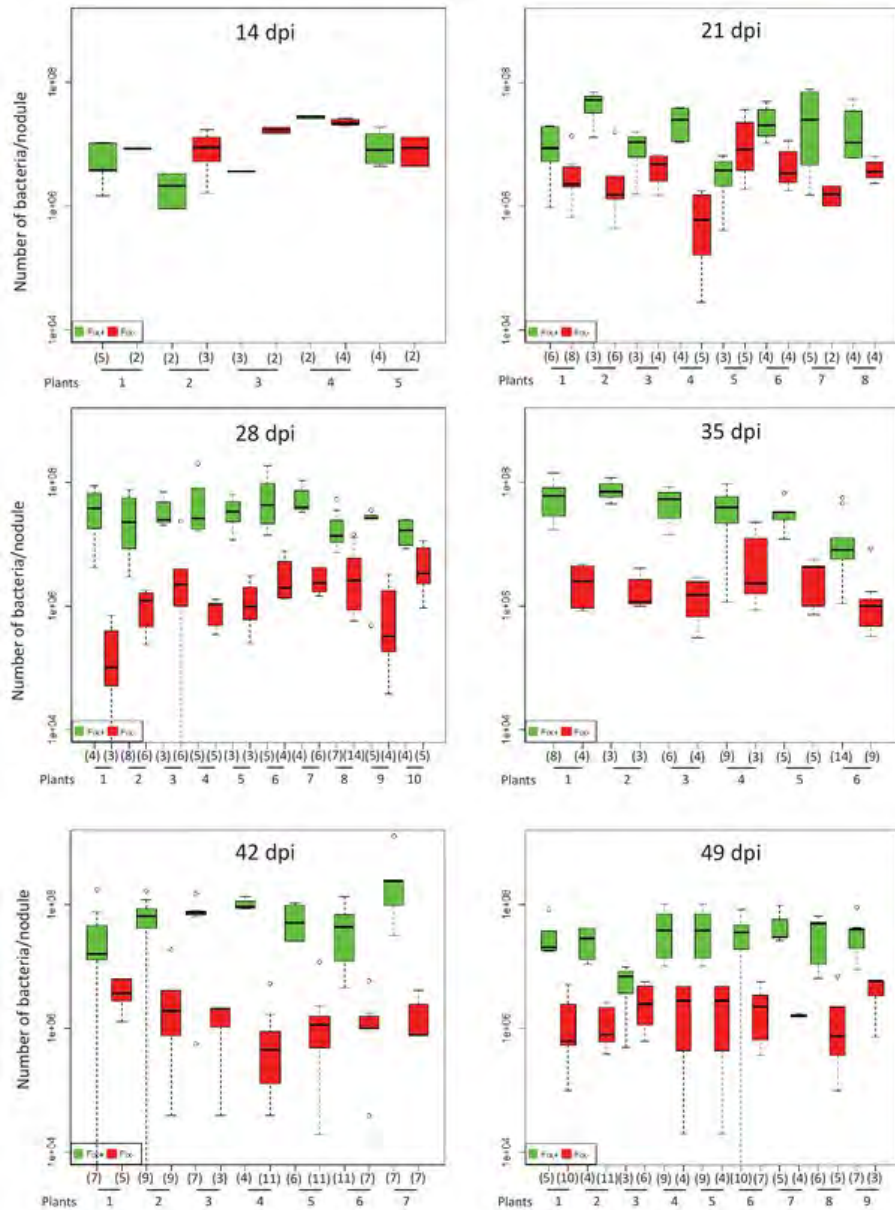 14 dpi
21 dpi
Number of bacteria/nodule
1e+08
1e+06
1e+04
1e+08
1e+06
1e+04
Fix+ Fix-
Fix+ Fix-
(5) (2) (2) (3) (3) (2) (2) (4) (4) (2)
Plants 1 2 3 4 5
(6) (8) (3) (6) (3) (4) (4) (5) (3) (5) (4) (4) (5) (2) (4) (4)
Plants 1 2 3 4 5 6 7 8
28 dpi
35 dpi
Number of bacteria/nodule
1e+08
1e+06
1e+04
1e+08
1e+06
1e+04
Fix+ Fix-
Fix+ Fix-
(4) (3) (8) (6) (3) (6) (5) (5) (3) (3) (5) (4) (4) (6) (7) (14) (5) (4) (4) (5)
Plants 1 2 3 4 5 6 7 8 9 10
(8) (4) (3) (3) (6) (4) (9) (3) (5) (5) (14) (9)
Plants 1 2 3 4 5 6
42 dpi
49 dpi
Number of bacteria/nodule
1e+08
1e+06
1e+04
1e+08
1e+06
1e+04
Fix+ Fix-
Fix+ Fix-
(7) (5) (9) (9) (7) (3) (4) (11) (6) (11) (11) (7) (7) (7)
Plants 1 2 3 4 5 6 7
(5) (10) (4) (11) (3) (6) (9) (4) (9) (4) (10) (7) (5) (4) (6) (5) (7) (3)
Plants 1 2 3 4 5 6 7 8 9